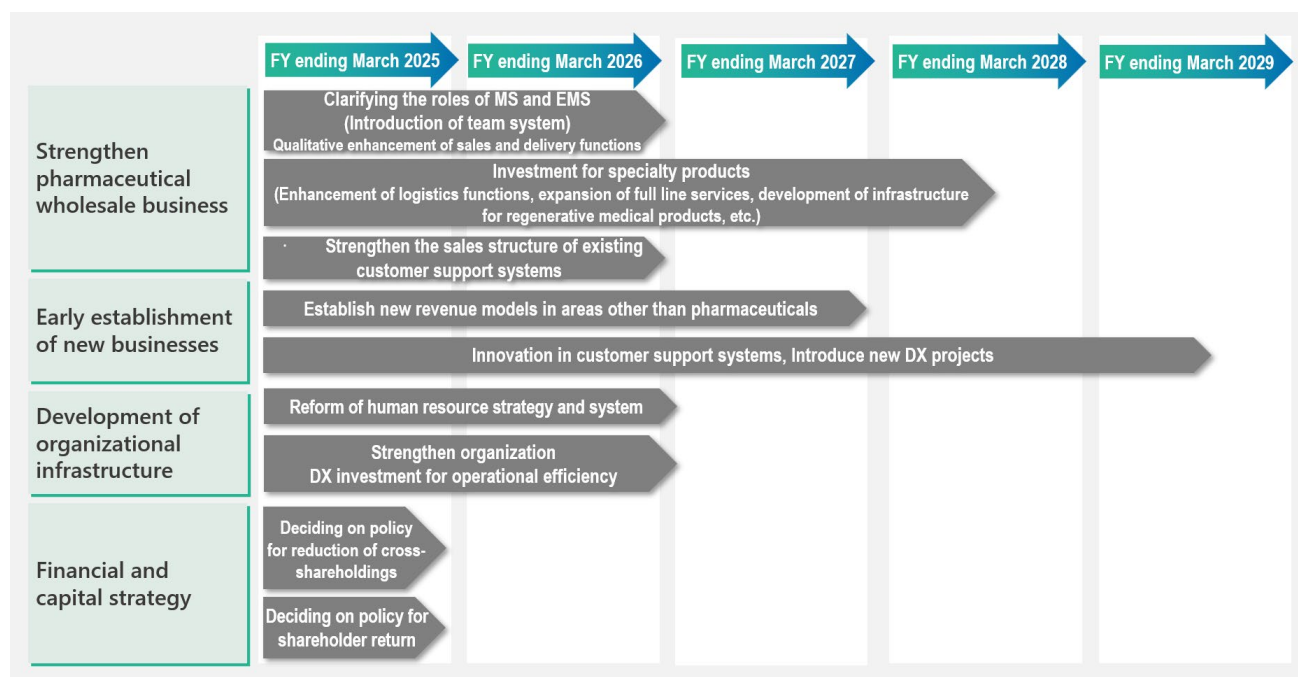 FY ending March 2025
FY ending March 2026
FY ending March 2027
FY ending March 2028
FY ending March 2029
Strengthen
pharmaceutical
wholesale business
Clarifying the roles of MS and EMS
(Introduction of team system)
Qualitative enhancement of sales and delivery functions
Investment for specialty products
(Enhancement of logistics functions, expansion of full line services, development of infrastructure
for regenerative medical products, etc.)
· Strengthen the sales structure of existing
customer support systems
Early establishment
of new businesses
Establish new revenue models in areas other than pharmaceuticals
Innovation in customer support systems, Introduce new DX projects
Development of
organizational
infrastructure
Reform of human resource strategy and system
Strengthen organization
DX investment for operational efficiency
Financial and
capital strategy
Deciding on policy
for reduction of cross-
shareholdings
Deciding on policy for
shareholder return